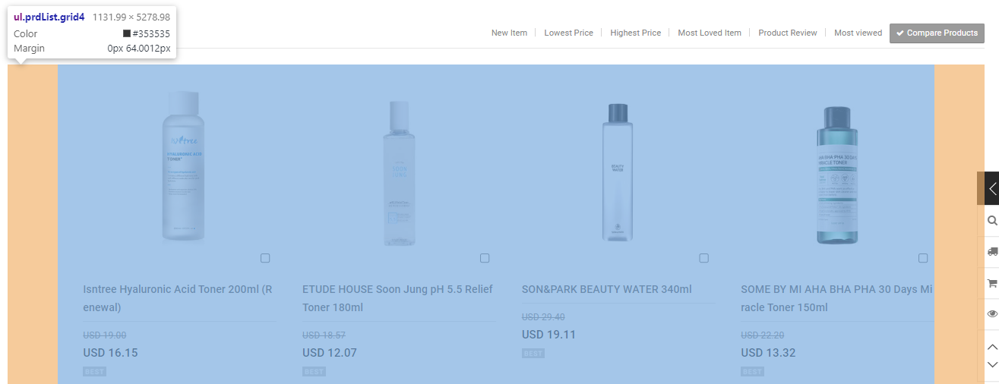 ul.prdList.grid4 1131.99 × 5278.98
Color #353535
Margin 0px 64.0012px
New Item Lowest Price Highest Price Most Loved Item Product Review Most viewed Compare Products
HYALURONIC ACID
TONER
SOON
JUNG
BEAUTY
WATER
AHA BHA PHA 30 DAYS
MIRACLE TONER
Isntree Hyaluronic Acid Toner 200ml (R
enewal)
USD 19.00
USD 16.15
BEST
ETUDE HOUSE Soon Jung pH 5.5 Relief
Toner 180ml
USD 18.57
USD 12.07
BEST
SON&PARK BEAUTY WATER 340ml
USD 29.40
USD 19.11
BEST
SOME BY MI AHA BHA PHA 30 Days Mi
racle Toner 150ml
USD 22.20
USD 13.32
BEST